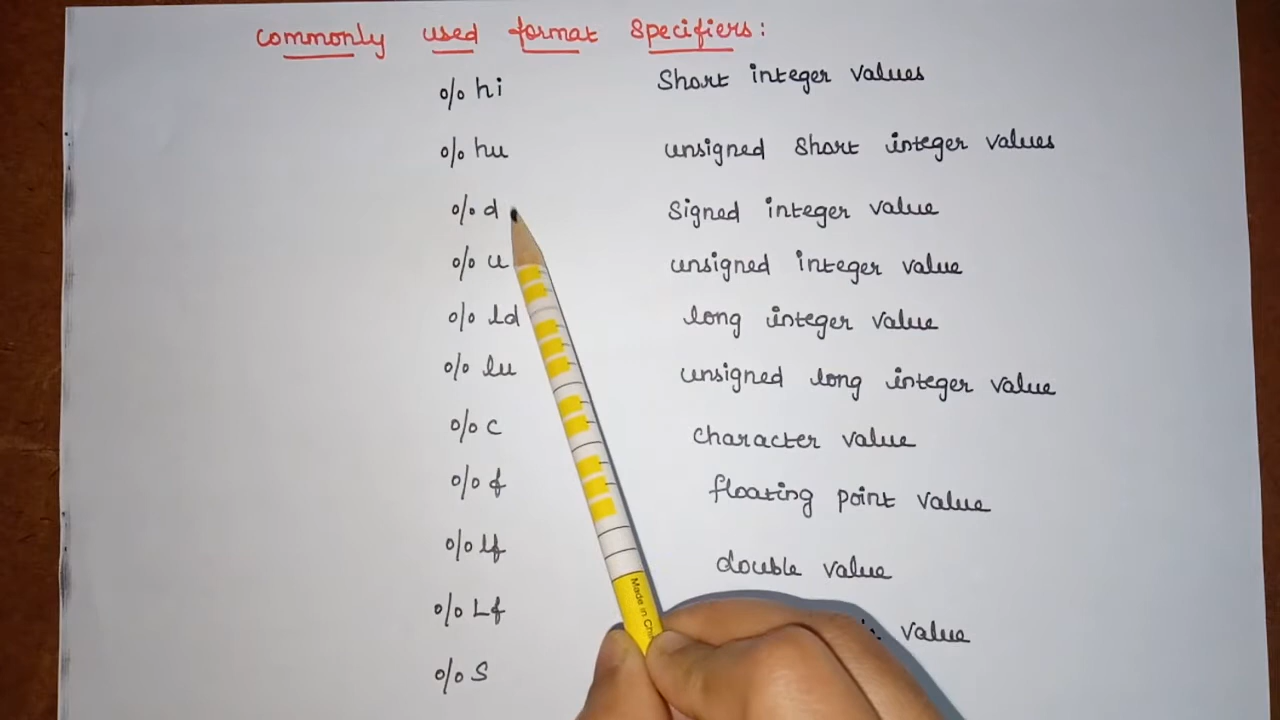 commonly used format specifiers:
%hi short integer values
%hu unsigned short integer values
%d signed integer value
%u unsigned integer value
%ld long integer value
%lu unsigned long integer value
%c character value
%f floating point value
%lf double value
%Lf value
%s
Made in